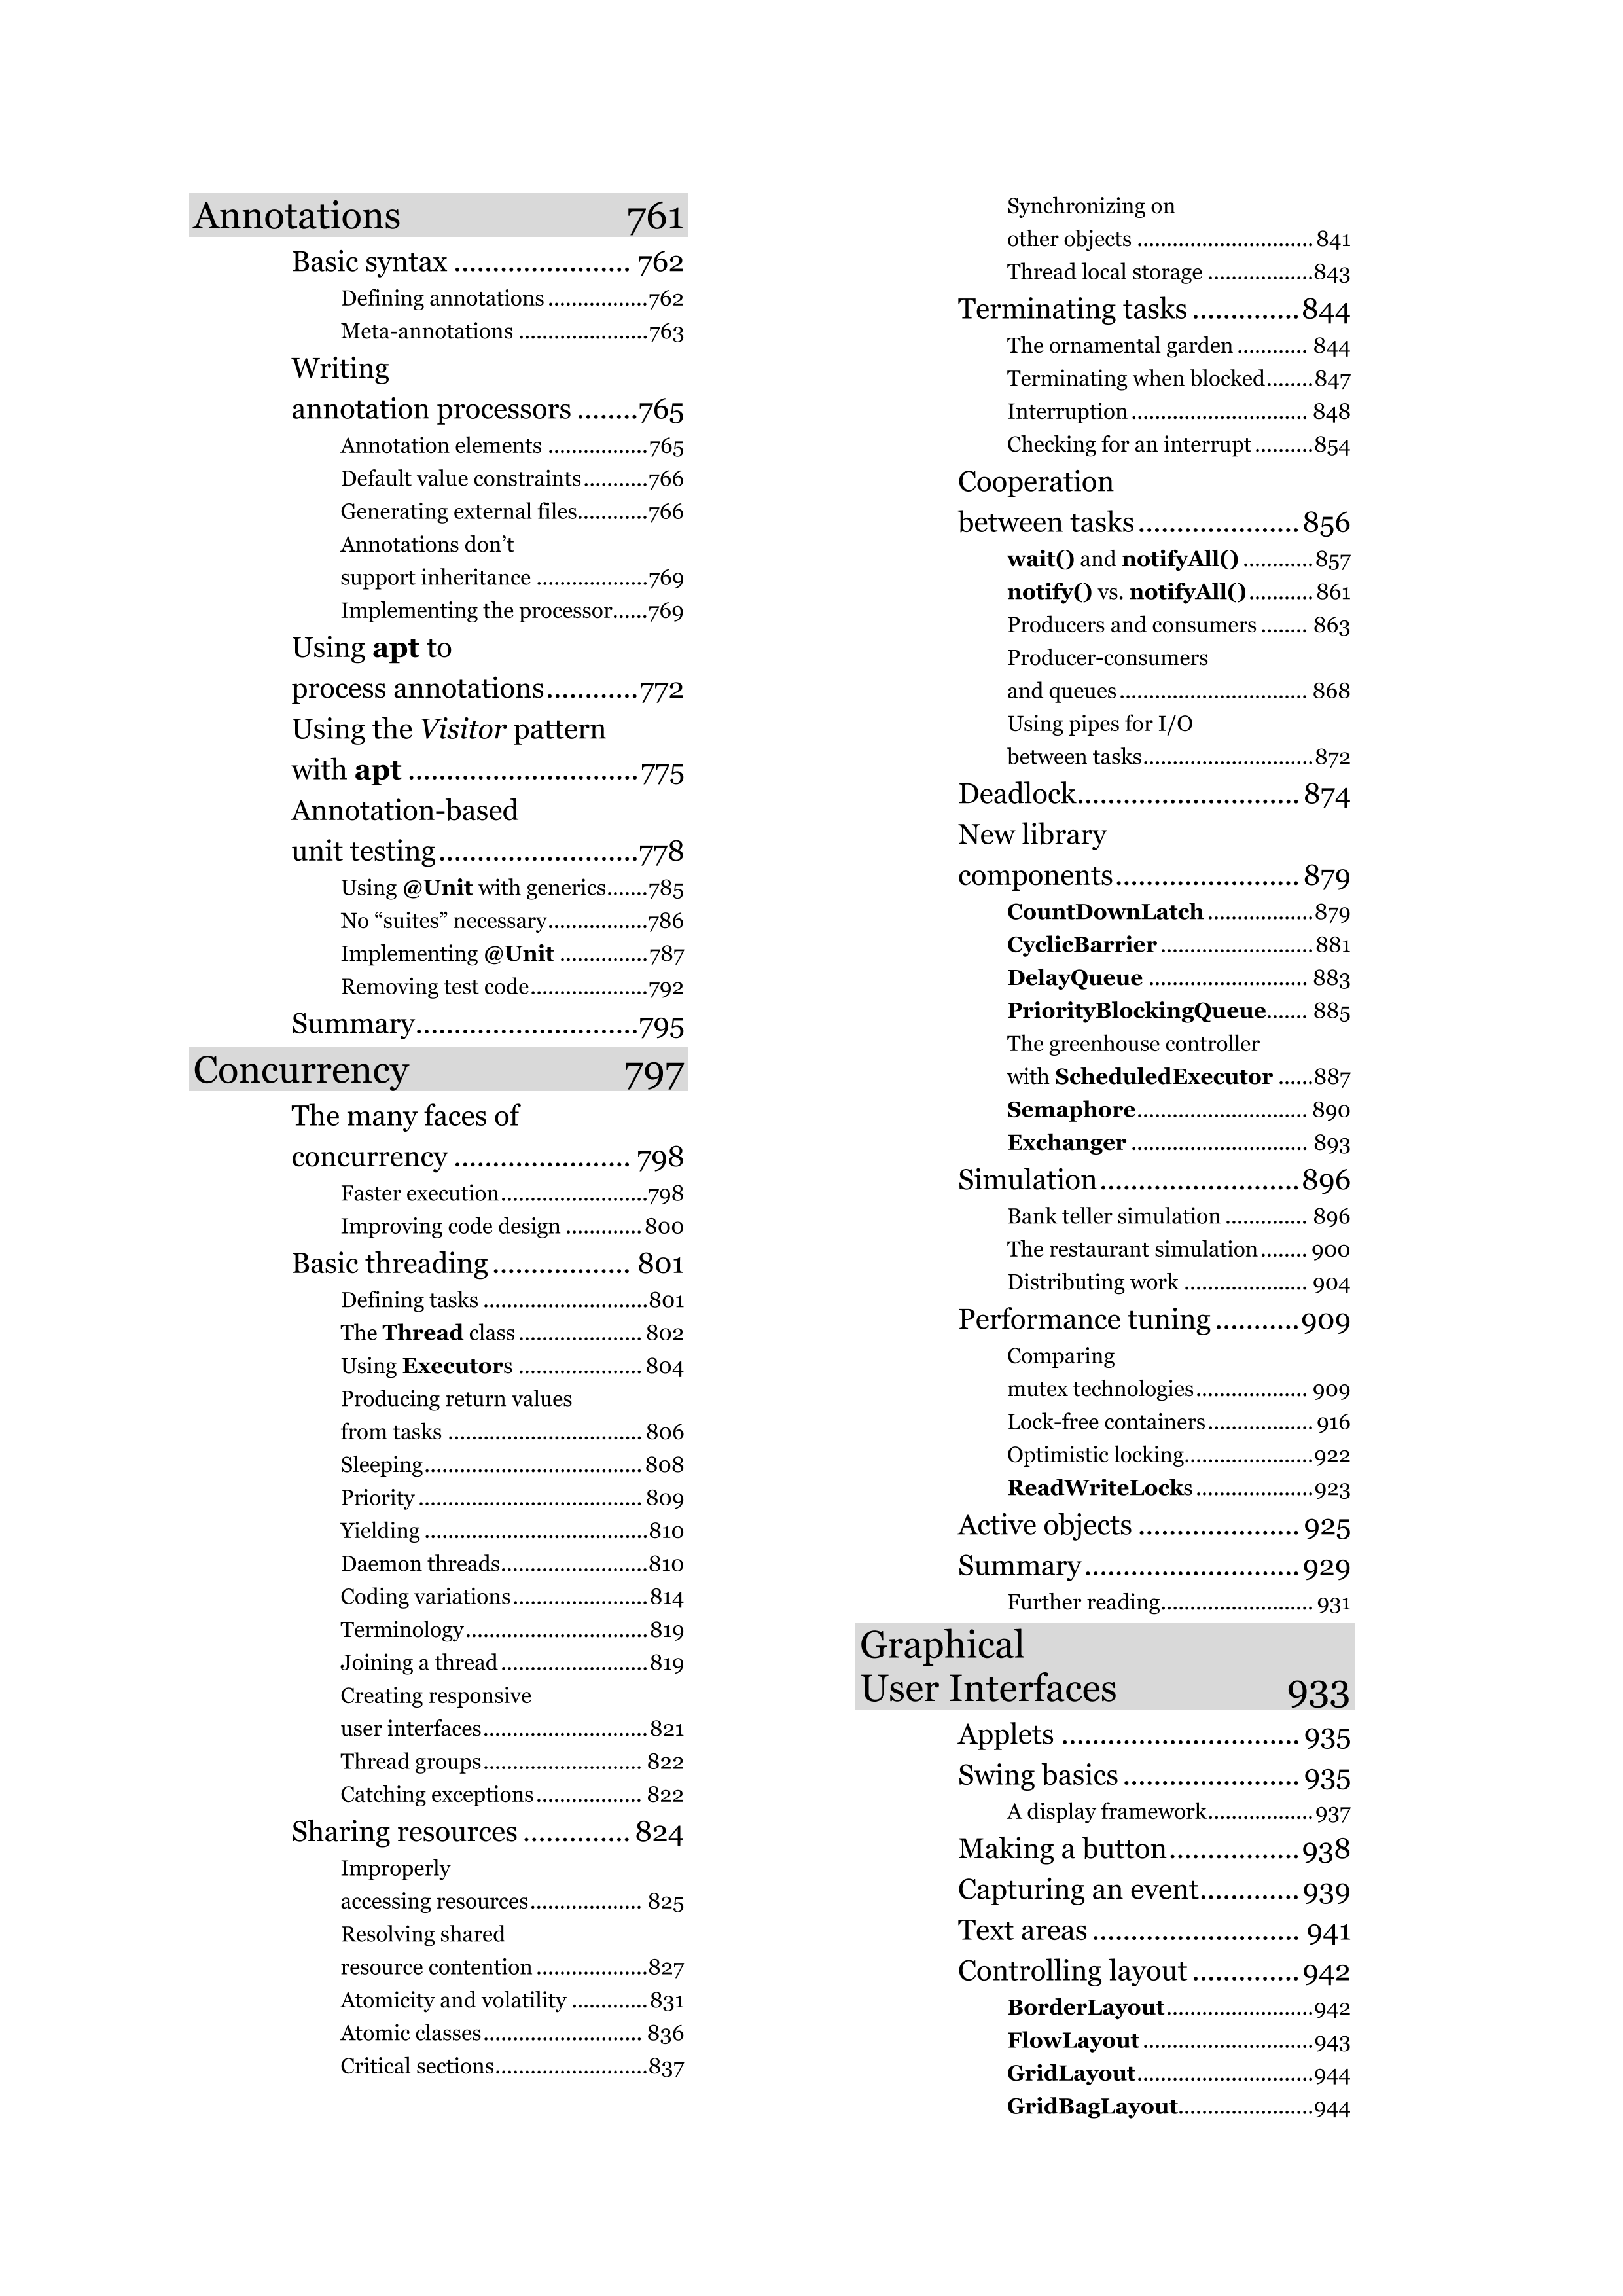 Annotations 761
Basic syntax ........................ 762
Defining annotations .................762
Meta-annotations ......................763
Writing
annotation processors ........765
Annotation elements .................765
Default value constraints...........766
Generating external files............766
Annotations don’t
support inheritance ...................769
Implementing the processor......769
Using apt to
process annotations............772
Using the Visitor pattern
with apt ..............................775
Annotation-based
unit testing..........................778
Using @Unit with generics.......785
No “suites” necessary.................786
Implementing @Unit ...............787
Removing test code....................792
Summary.............................795
Concurrency 797
The many faces of
concurrency ....................... 798
Faster execution.........................798
Improving code design .............800
Basic threading.................. 801
Defining tasks ............................801
The Thread class ..................... 802
Using Executors ..................... 804
Producing return values
from tasks ................................. 806
Sleeping..................................... 808
Priority ...................................... 809
Yielding ......................................810
Daemon threads.........................810
Coding variations.......................814
Terminology...............................819
Joining a thread .........................819
Creating responsive
user interfaces............................821
Thread groups........................... 822
Catching exceptions.................. 822
Sharing resources .............. 824
Improperly
accessing resources................... 825
Resolving shared
resource contention ...................827
Atomicity and volatility .............831
Atomic classes........................... 836
Critical sections..........................837
Synchronizing on
other objects ..............................841
Thread local storage ..................843
Terminating tasks ..............844
The ornamental garden ............ 844
Terminating when blocked........847
Interruption .............................. 848
Checking for an interrupt ..........854
Cooperation
between tasks.....................856
wait() and notifyAll() ............857
notify() vs. notifyAll()...........861
Producers and consumers ........ 863
Producer-consumers
and queues ................................ 868
Using pipes for I/O
between tasks.............................872
Deadlock............................. 874
New library
components........................ 879
CountDownLatch ..................879
CyclicBarrier ..........................881
DelayQueue ........................... 883
PriorityBlockingQueue....... 885
The greenhouse controller
with ScheduledExecutor ......887
Semaphore............................. 890
Exchanger .............................. 893
Simulation..........................896
Bank teller simulation .............. 896
The restaurant simulation........ 900
Distributing work ..................... 904
Performance tuning ...........909
Comparing
mutex technologies................... 909
Lock-free containers.................. 916
Optimistic locking......................922
ReadWriteLocks ....................923
Active objects ..................... 925
Summary............................ 929
Further reading.......................... 931
Graphical
User Interfaces 933
Applets ............................... 935
Swing basics ....................... 935
A display framework..................937
Making a button.................938
Capturing an event............. 939
Text areas ........................... 941
Controlling layout ..............942
BorderLayout.........................942
FlowLayout .............................943
GridLayout..............................944
GridBagLayout.......................944